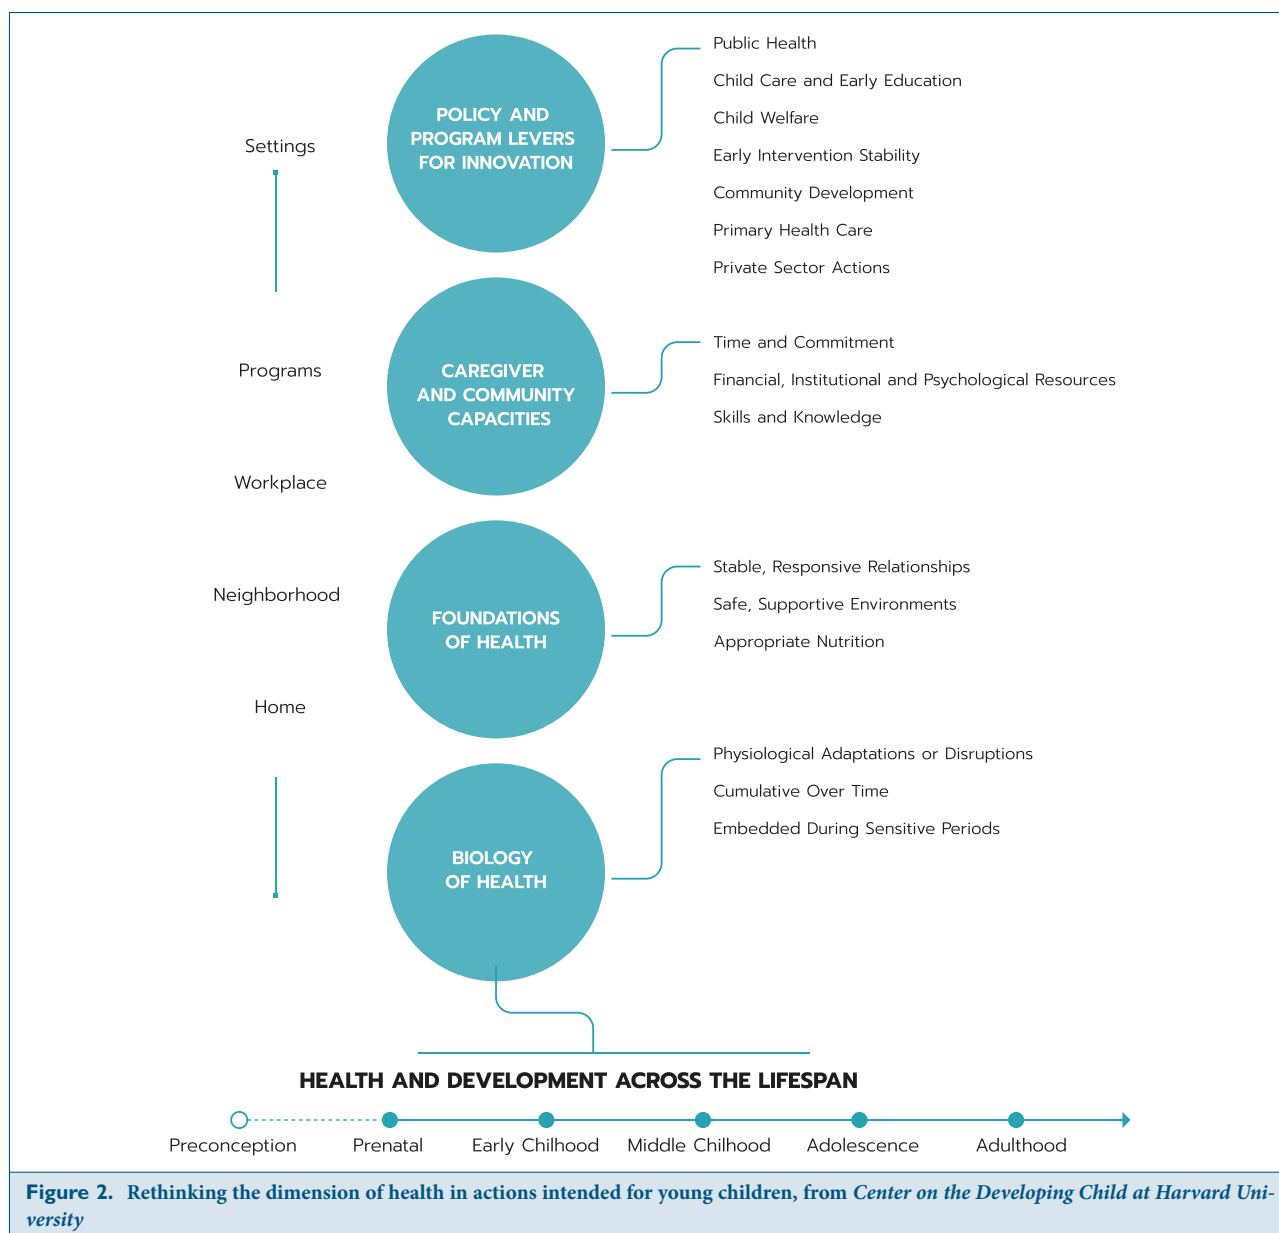 Settings
Programs
Workplace
Neighborhood
Home
POLICY AND
PROGRAM LEVERS
FOR INNOVATION
Public Health
Child Care and Early Education
Child Welfare
Early Intervention Stability
Community Development
Primary Health Care
Private Sector Actions
CAREGIVER
AND COMMUNITY
CAPACITIES
Time and Commitment
Financial, Institutional and Psychological Resources
Skills and Knowledge
FOUNDATIONS
OF HEALTH
Stable, Responsive Relationships
Safe, Supportive Environments
Appropriate Nutrition
BIOLOGY
OF HEALTH
Physiological Adaptations or Disruptions
Cumulative Over Time
Embedded During Sensitive Periods
HEALTH AND DEVELOPMENT ACROSS THE LIFESPAN
Preconception
Prenatal
Early Chilhood
Middle Chilhood
Adolescence
Adulthood
Figure 2. Rethinking the dimension of health in actions intended for young children, from Center on the Developing Child at Harvard Uni-
versity